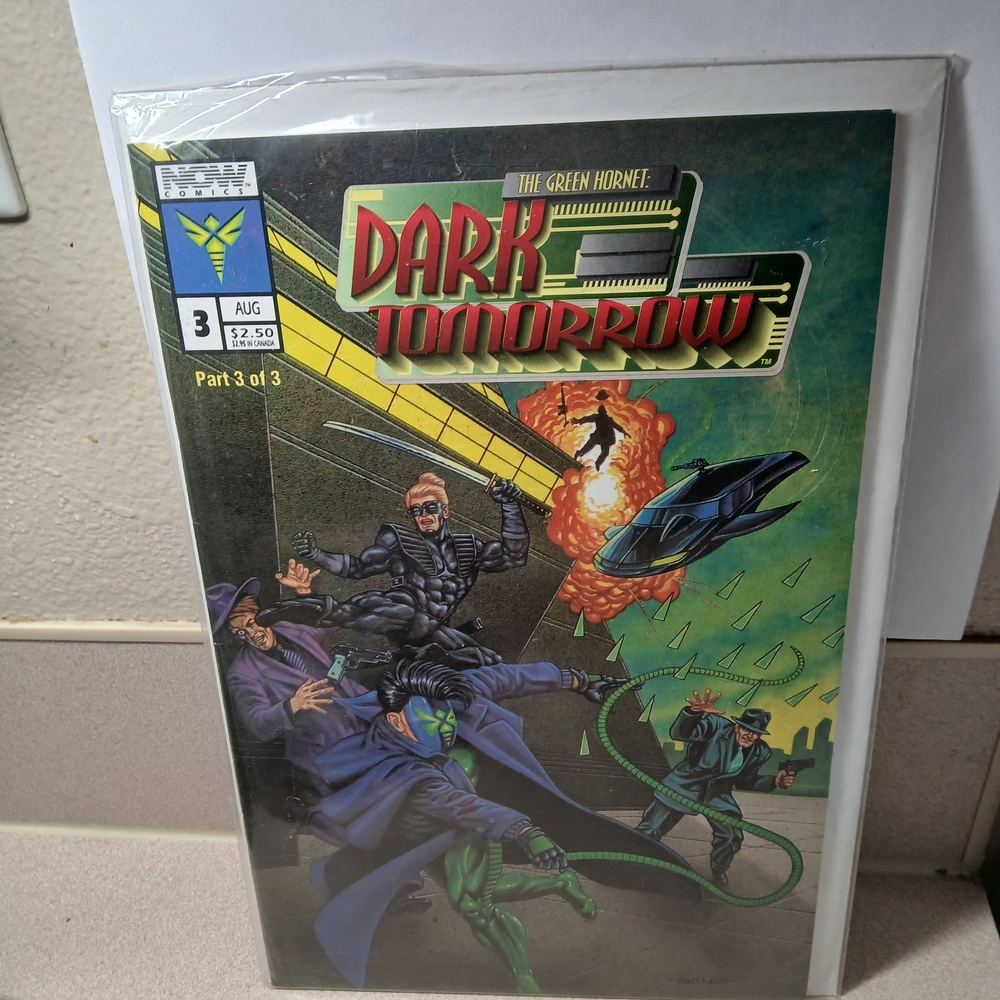 NOW
COMICS
3
AUG
$2.50
$2.95 IN CANADA
Part 3 of 3
THE GREEN HORNET:
DARK
TOMORROW
TM